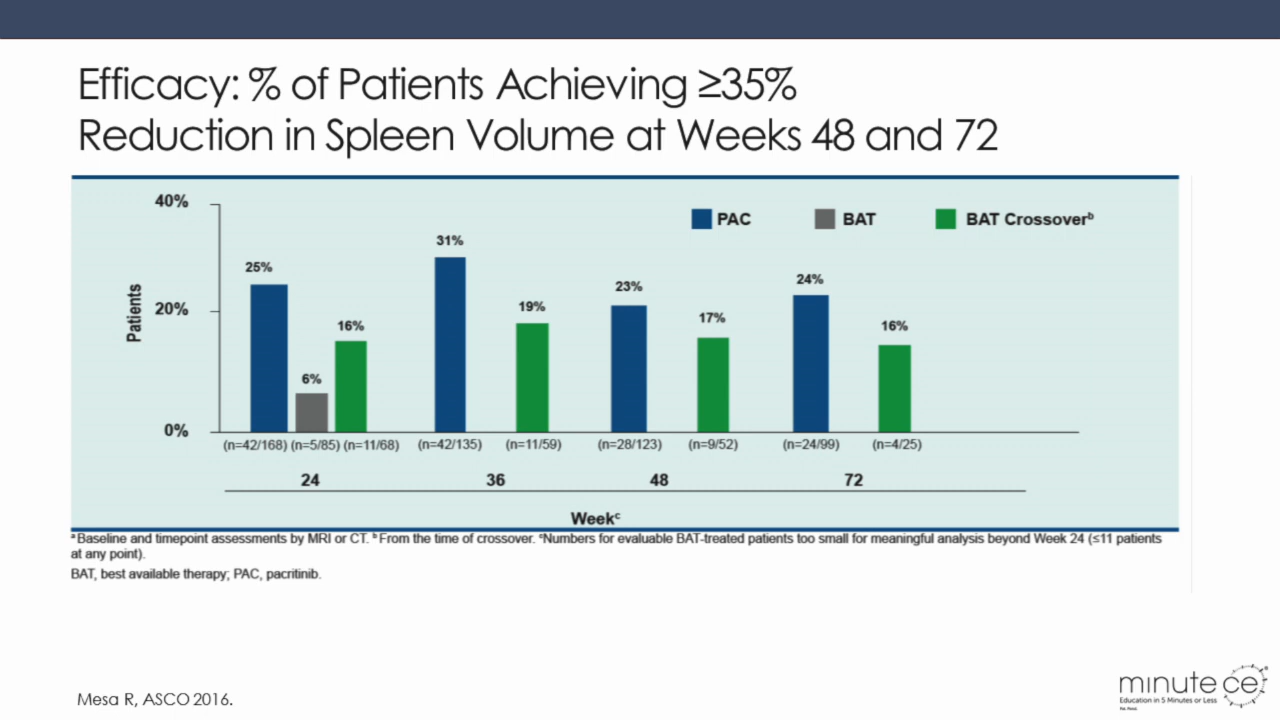 Efficacy: % of Patients Achieving ≥35%
Reduction in Spleen Volume at Weeks 48 and 72
40%
PAC
BAT
BAT Crossoverᵇ
31%
25%
24%
23%
Patients
20%
19%
17%
16%
16%
6%
0%
(n=42/168) (n=5/85) (n=11/68) (n=42/135) (n=11/59) (n=28/123) (n=9/52) (n=24/99) (n=4/25)
24 36 48 72
Weekᶜ
ᵃ Baseline and timepoint assessments by MRI or CT. ᵇ From the time of crossover. ᶜNumbers for evaluable BAT-treated patients too small for meaningful analysis beyond Week 24 (≤11 patients
at any point).
BAT, best available therapy; PAC, pacritinib.
Mesa R, ASCO 2016.
minute ce®
Education in 5 Minutes or Less